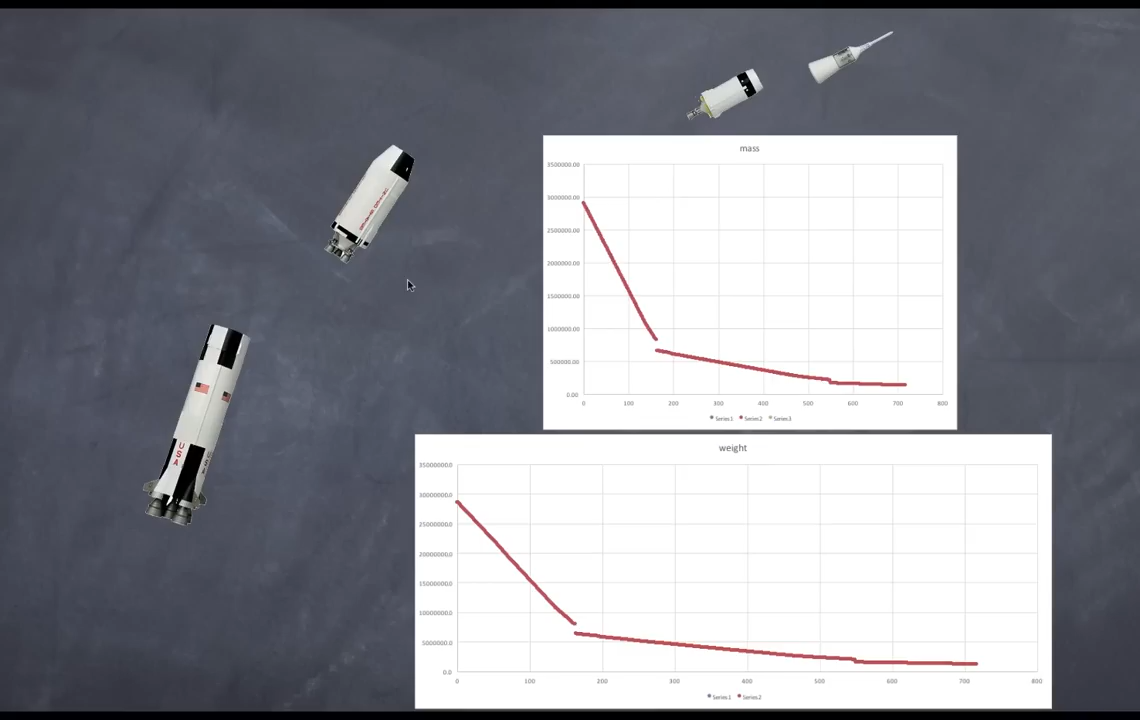 mass
3500000.00
3000000.00
2500000.00
2000000.00
1500000.00
1000000.00
500000.00
0.00
0 100 200 300 400 500 600 700 800
Series1 Series2 Series3
USA
weight
35000000.0
30000000.0
25000000.0
20000000.0
15000000.0
10000000.0
5000000.0
0.0
0 100 200 300 400 500 600 700 800
Series1 Series2